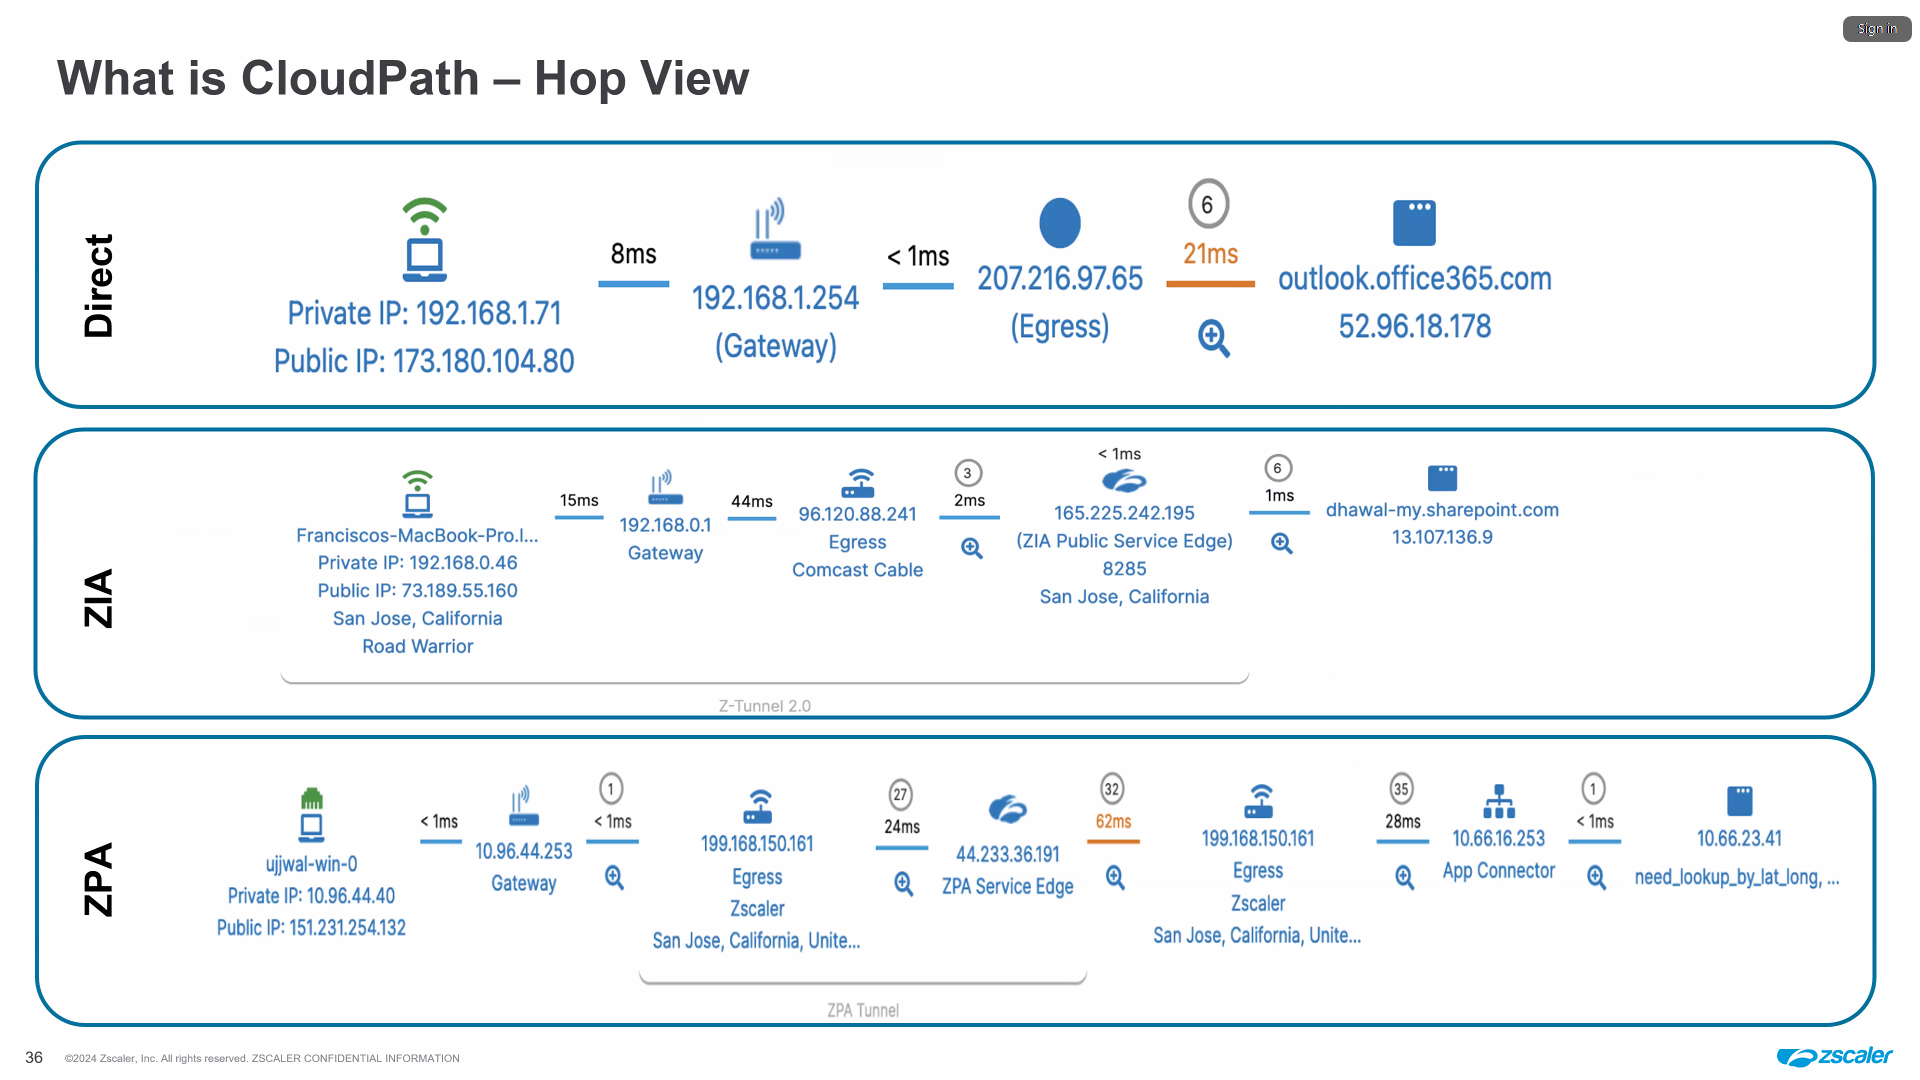 Sign in
What is CloudPath – Hop View
Direct
Private IP: 192.168.1.71
Public IP: 173.180.104.80
8ms
192.168.1.254
(Gateway)
< 1ms
207.216.97.65
(Egress)
6
21ms
outlook.office365.com
52.96.18.178
ZIA
Franciscos-MacBook-Pro.l...
Private IP: 192.168.0.46
Public IP: 73.189.55.160
San Jose, California
Road Warrior
15ms
192.168.0.1
Gateway
44ms
96.120.88.241
Egress
Comcast Cable
3
2ms
< 1ms
165.225.242.195
(ZIA Public Service Edge)
8285
San Jose, California
6
1ms
dhawal-my.sharepoint.com
13.107.136.9
Z-Tunnel 2.0
ZPA
ujjwal-win-0
Private IP: 10.96.44.40
Public IP: 151.231.254.132
< 1ms
10.96.44.253
Gateway
1
< 1ms
199.168.150.161
Egress
Zscaler
San Jose, California, Unite...
27
24ms
44.233.36.191
ZPA Service Edge
32
62ms
199.168.150.161
Egress
Zscaler
San Jose, California, Unite...
35
28ms
10.66.16.253
App Connector
1
< 1ms
10.66.23.41
need_lookup_by_lat_long, ...
ZPA Tunnel
36
©2024 Zscaler, Inc. All rights reserved. ZSCALER CONFIDENTIAL INFORMATION
zscaler